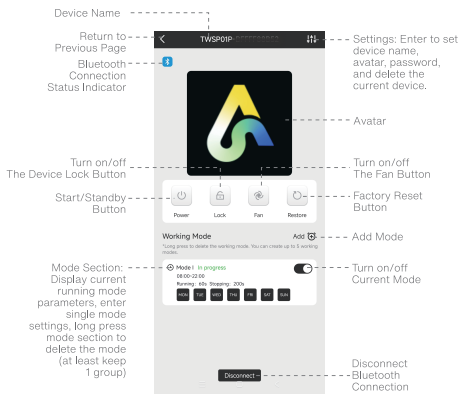 Device Name
TWSP01P
Return to
Previous Page
Bluetooth
Connection
Status Indicator
Settings: Enter to set
device name,
avatar, password,
and delete the
current device.
Avatar
Turn on/off
The Device Lock Button
Turn on/off
The Fan Button
Start/Standby
Button
Factory Reset
Button
Power
Lock
Fan
Restore
Working Mode
Add
Add Mode
*Long press to delete the working mode. You can create up to 5 working
modes.
Mode Section:
Display current
running mode
parameters, enter
single mode
settings, long press
mode section to
delete the mode
(at least keep
1 group)
Mode I In progress
08:00-22:00
Running: 60s Stopping: 200s
MON TUE WED THU FRI SAT SUN
Turn on/off
Current Mode
Disconnect
Disconnect
Bluetooth
Connection